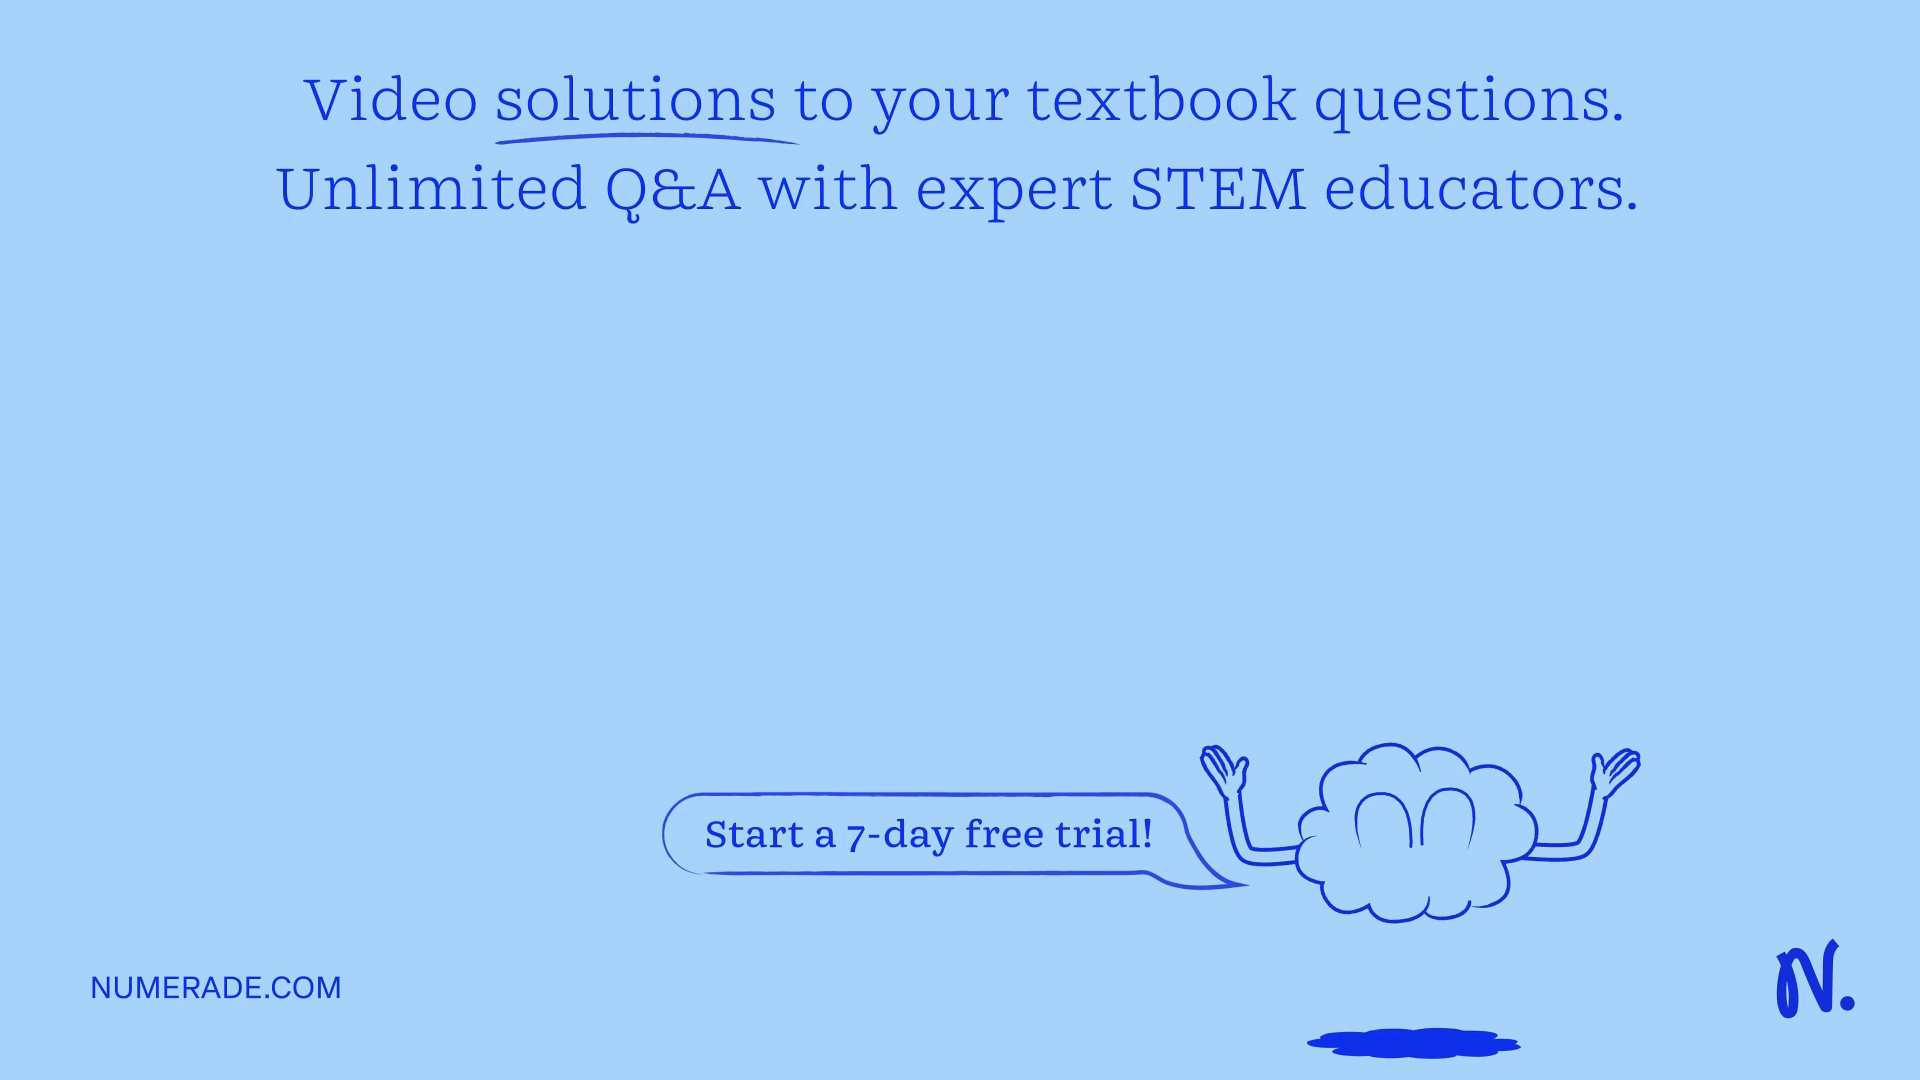 Video solutions to your textbook questions.
Unlimited Q&A with expert STEM educators.
Start a 7-day free trial!
NUMERADE.COM
N.